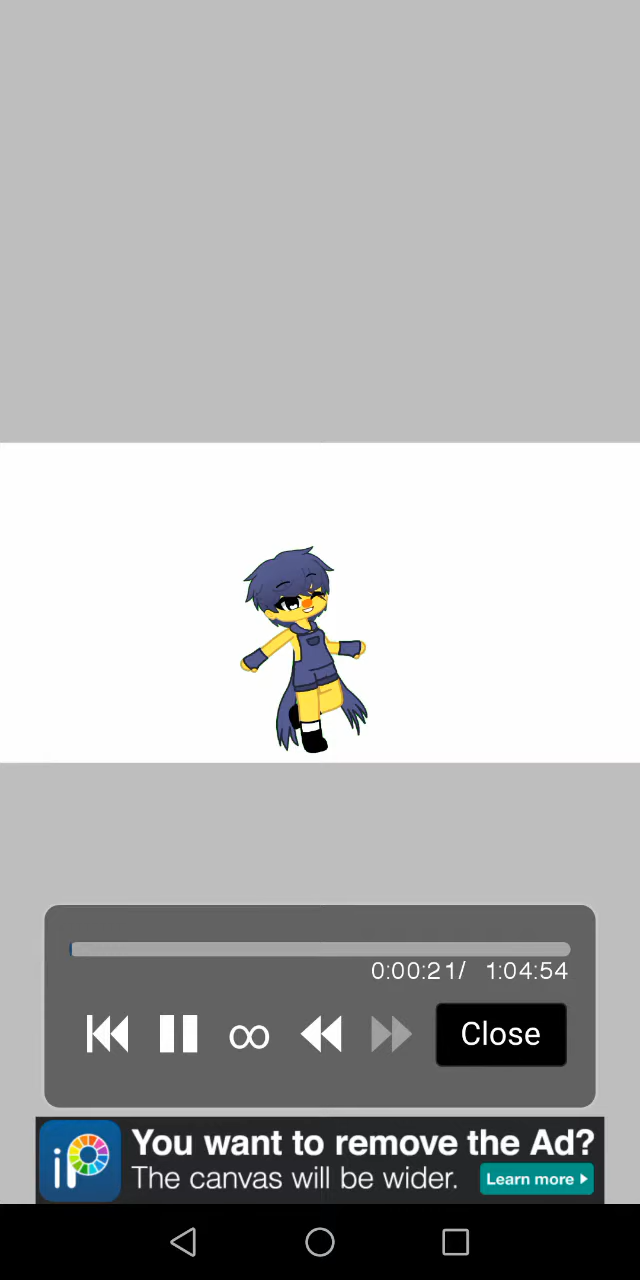 0:00:21/ 1:04:54
Close
iP
You want to remove the Ad?
The canvas will be wider.
Learn more